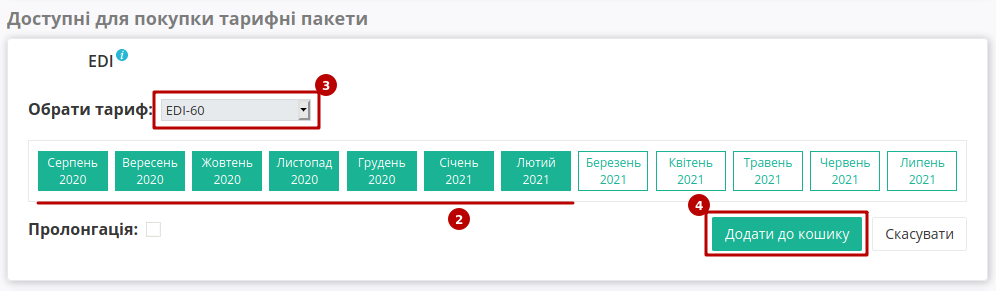 Доступні для покупки тарифні пакети
EDI i
3
Обрати тариф: EDI-60
Серпень 2020 Вересень 2020 Жовтень 2020 Листопад 2020 Грудень 2020 Січень 2021 Лютий 2021 Березень 2021 Квітень 2021 Травень 2021 Червень 2021 Липень 2021
2
4
Пролонгація: Додати до кошику Скасувати